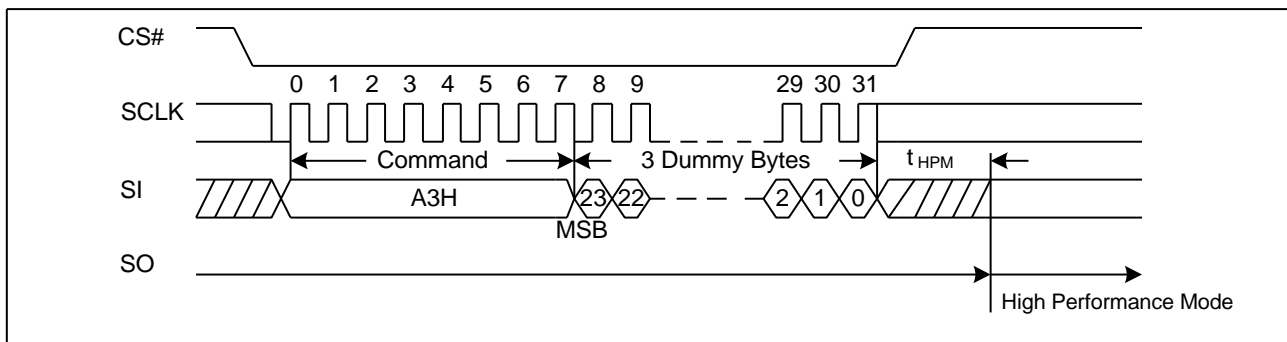 CS#
0 1 2 3 4 5 6 7 8 9 29 30 31
SCLK
Command 3 Dummy Bytes tHPM
SI A3H 23 22 2 1 0
MSB
SO
High Performance Mode